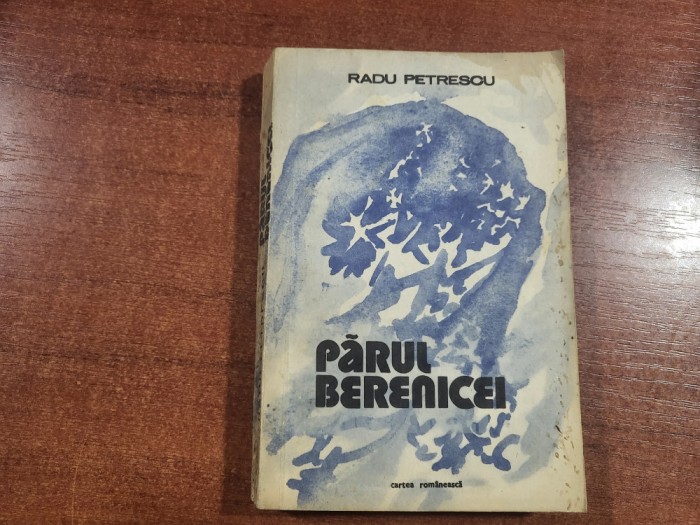 RADU PETRESCU
PĂRUL
BERENICEI
cartea românească